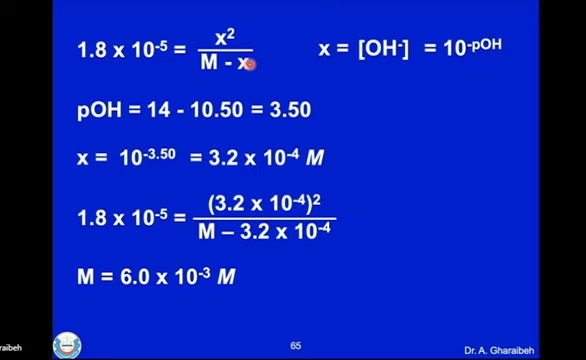 1.8 x 10⁻⁵ = x² / M - x
x = [OH⁻] = 10⁻ᵖᴼᴴ
pOH = 14 - 10.50 = 3.50
x = 10⁻³·⁵⁰ = 3.2 x 10⁻⁴ M
1.8 x 10⁻⁵ = (3.2 x 10⁻⁴)² / M – 3.2 x 10⁻⁴
M = 6.0 x 10⁻³ M
raibeh
65
Dr. A. Gharaibeh